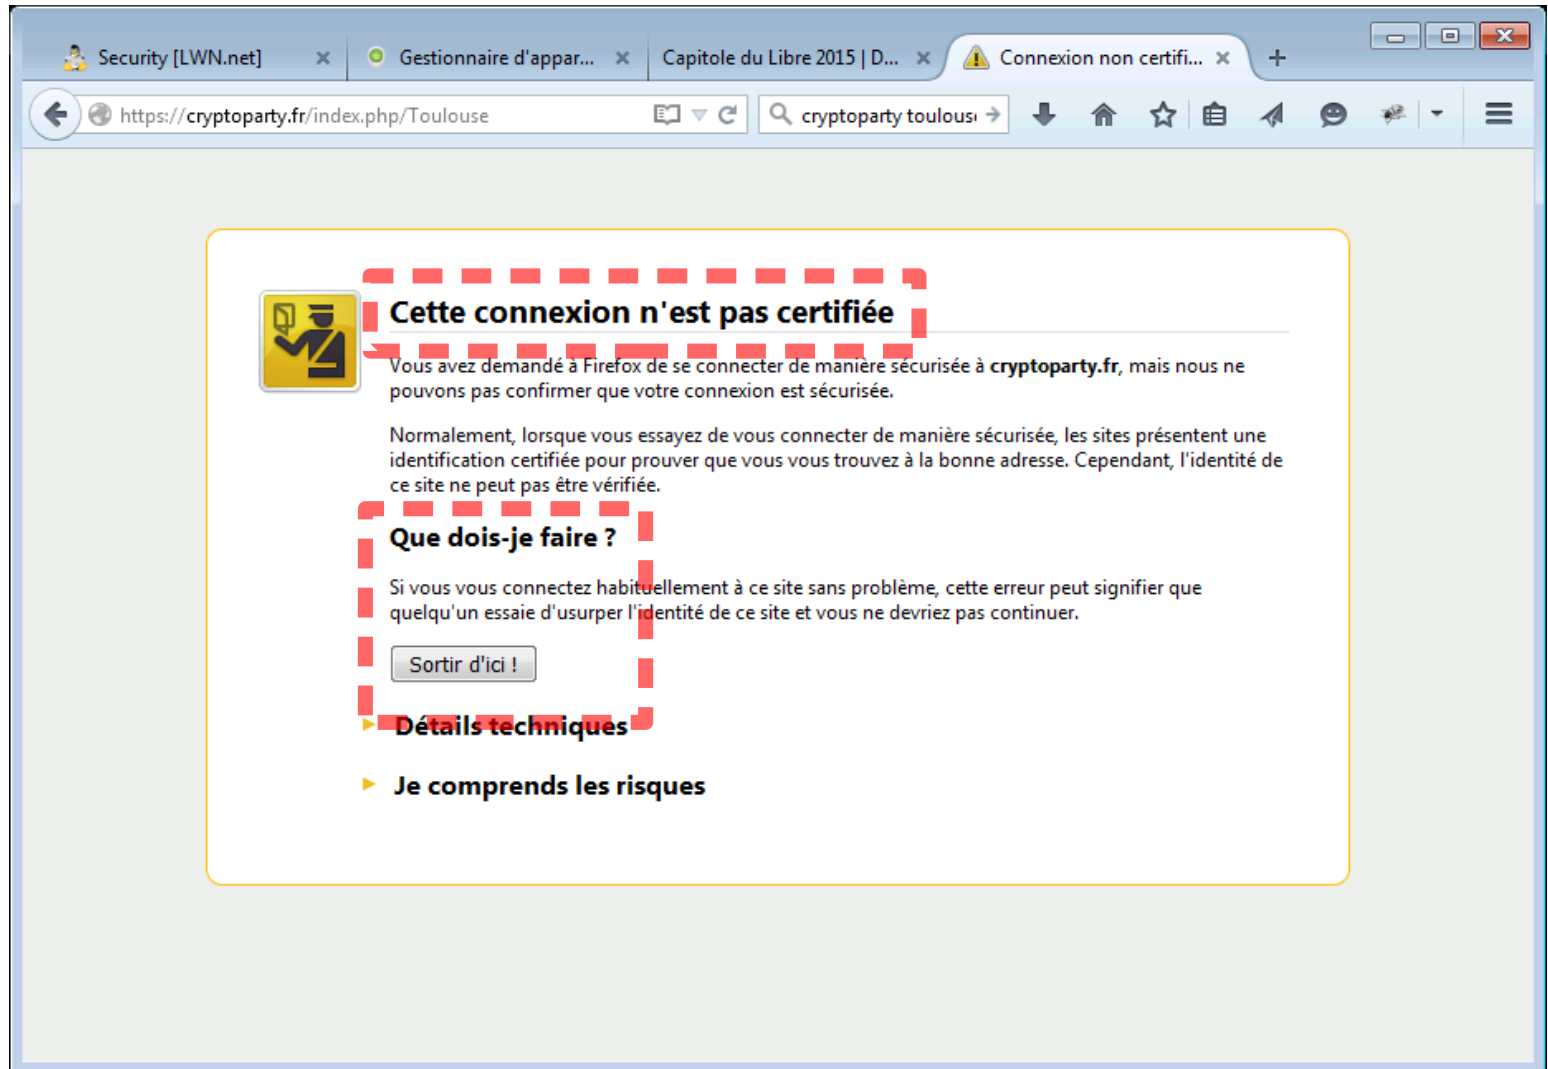 Security [LWN.net]
Gestionnaire d'appar...
Capitole du Libre 2015 | D...
Connexion non certifi...
https://cryptoparty.fr/index.php/Toulouse
cryptoparty toulous
Cette connexion n'est pas certifiée
Vous avez demandé à Firefox de se connecter de manière sécurisée à cryptoparty.fr, mais nous ne
pouvons pas confirmer que votre connexion est sécurisée.
Normalement, lorsque vous essayez de vous connecter de manière sécurisée, les sites présentent une
identification certifiée pour prouver que vous vous trouvez à la bonne adresse. Cependant, l'identité de
ce site ne peut pas être vérifiée.
Que dois-je faire ?
Si vous vous connectez habituellement à ce site sans problème, cette erreur peut signifier que
quelqu'un essaie d'usurper l'identité de ce site et vous ne devriez pas continuer.
Sortir d'ici !
Détails techniques
Je comprends les risques